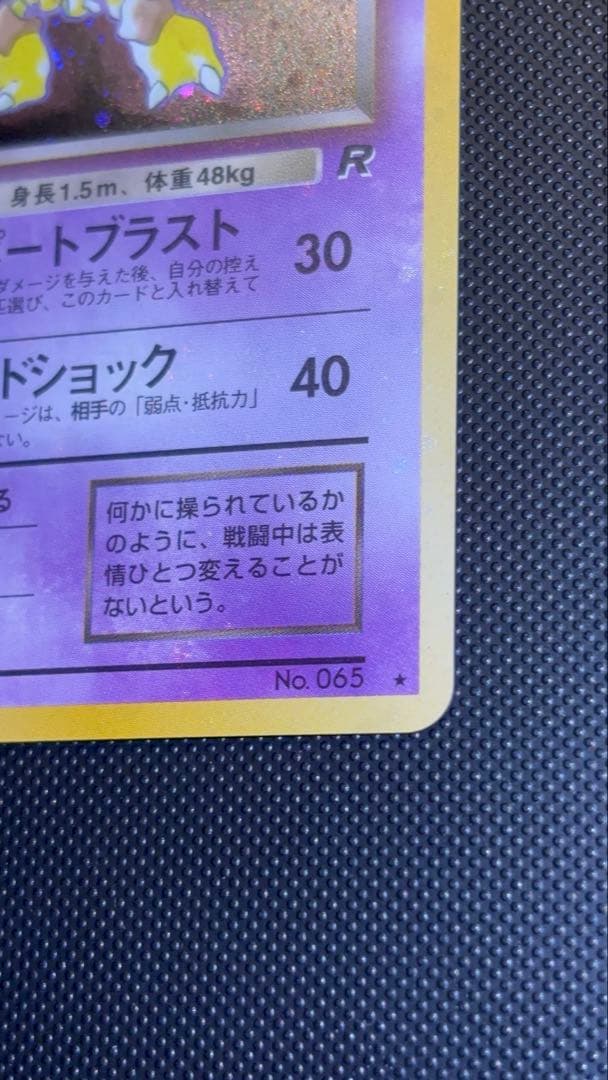 身長1.5m、体重48kg
R
ートブラスト 30
ダメージを与えた後、自分の控え
選び、このカードと入れ替えて
ドショック 40
ージは、相手の「弱点・抵抗力」
ない。
る
何かに操られているか
のように、戦闘中は表
情ひとつ変えることが
ないという。
No. 065 ★